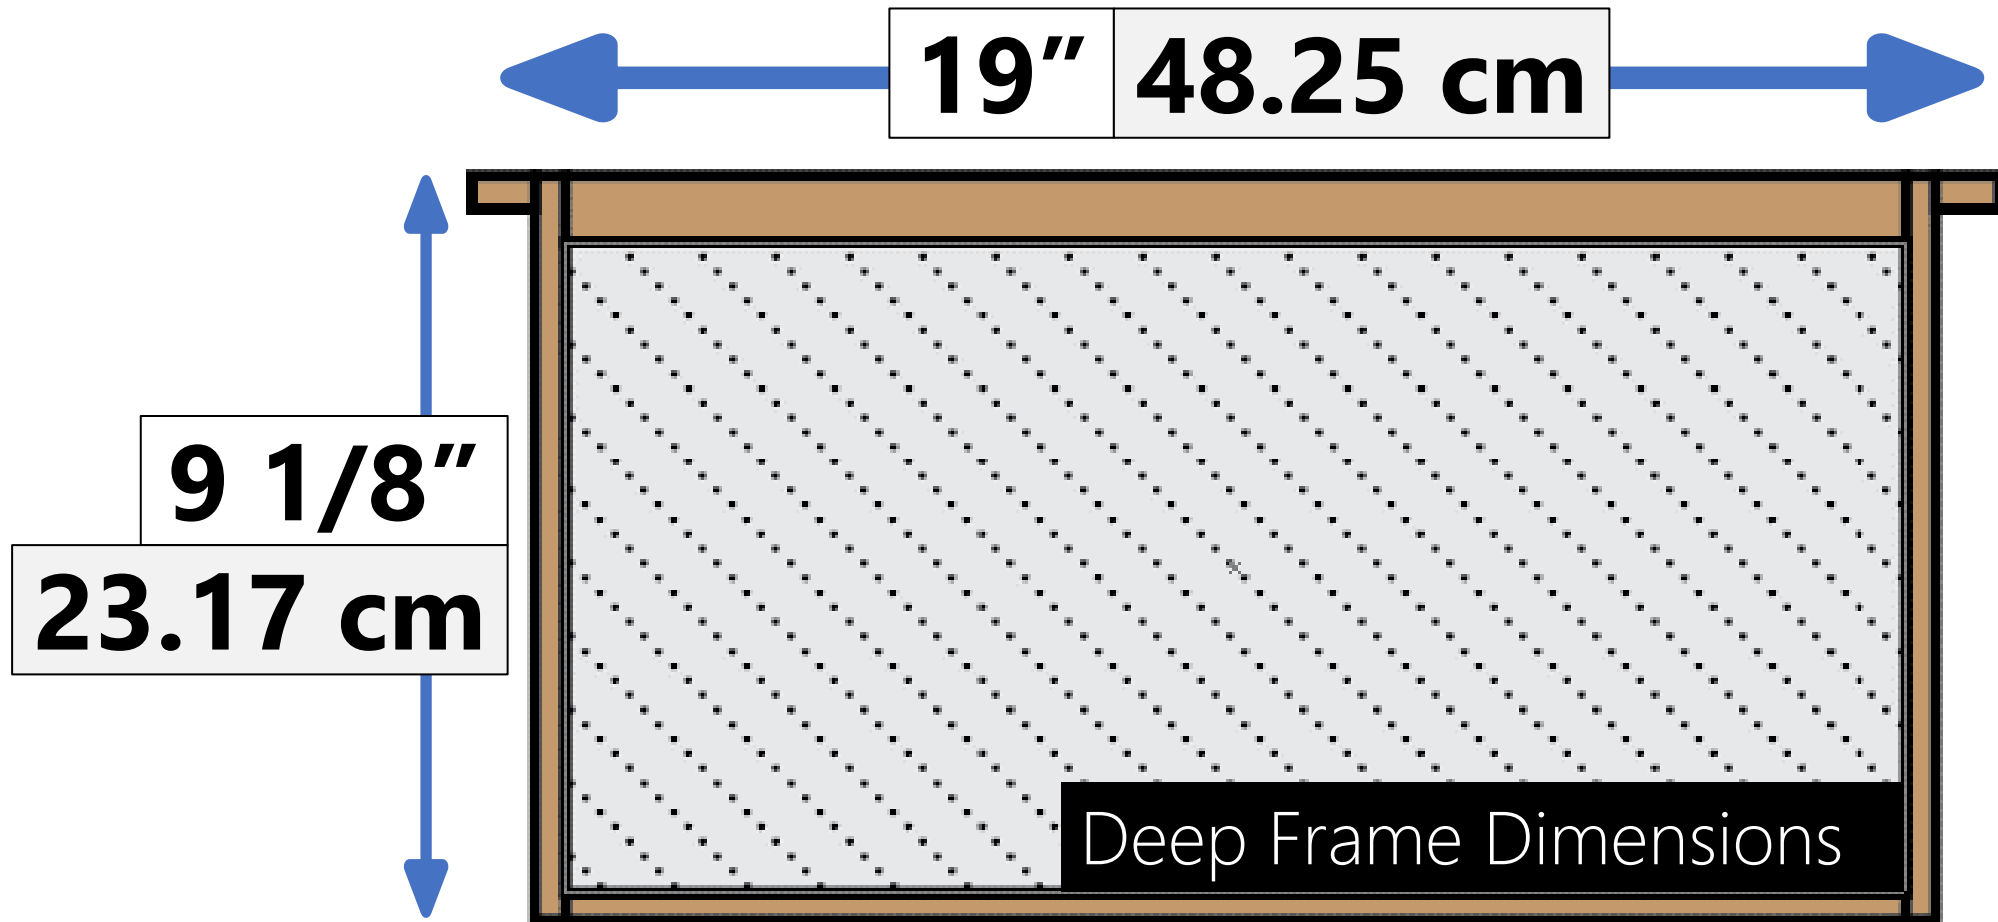 19” 48.25 cm
9 1/8”
23.17 cm
Deep Frame Dimensions